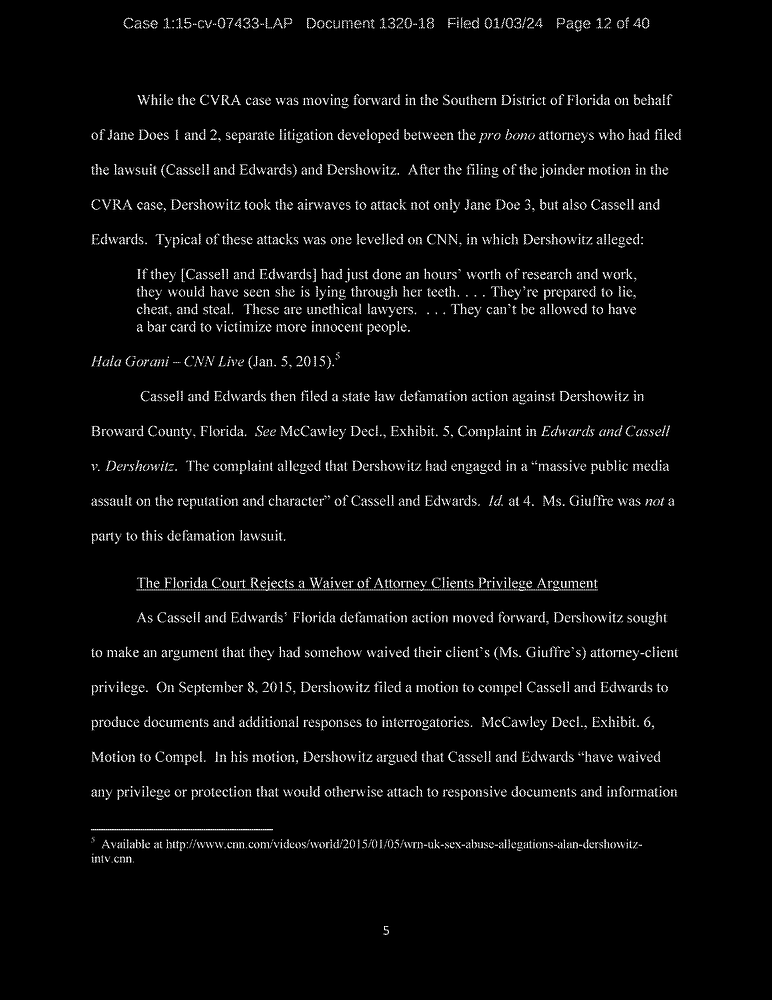 Case 1:15-cv-07433-LAP Document 1320-18 Filed 01/03/24 Page 12 of 40
While the CVRA case was moving forward in the Southern District of Florida on behalf
of Jane Does 1 and 2, separate litigation developed between the pro bono attorneys who had filed
the lawsuit (Cassell and Edwards) and Dershowitz. After the filing of the joinder motion in the
CVRA case, Dershowitz took the airwaves to attack not only Jane Doe 3, but also Cassell and
Edwards. Typical of these attacks was one levelled on CNN, in which Dershowitz alleged:
If they [Cassell and Edwards] had just done an hours' worth of research and work,
they would have seen she is lying through her teeth. . . . They're prepared to lie,
cheat, and steal. These are unethical lawyers. . . . They can't be allowed to have
a bar card to victimize more innocent people.
Hala Gorani – CNN Live (Jan. 5, 2015).5
Cassell and Edwards then filed a state law defamation action against Dershowitz in
Broward County, Florida. See McCawley Decl., Exhibit. 5, Complaint in Edwards and Cassell
v. Dershowitz. The complaint alleged that Dershowitz had engaged in a "massive public media
assault on the reputation and character" of Cassell and Edwards. Id. at 4. Ms. Giuffre was not a
party to this defamation lawsuit.
The Florida Court Rejects a Waiver of Attorney Clients Privilege Argument
As Cassell and Edwards' Florida defamation action moved forward, Dershowitz sought
to make an argument that they had somehow waived their client's (Ms. Giuffre's) attorney-client
privilege. On September 8, 2015, Dershowitz filed a motion to compel Cassell and Edwards to
produce documents and additional responses to interrogatories. McCawley Decl., Exhibit. 6,
Motion to Compel. In his motion, Dershowitz argued that Cassell and Edwards "have waived
any privilege or protection that would otherwise attach to responsive documents and information
5 Available at http://www.cnn.com/videos/world/2015/01/05/wrn-uk-sex-abuse-allegations-alan-dershowitz-
intv.cnn.
5